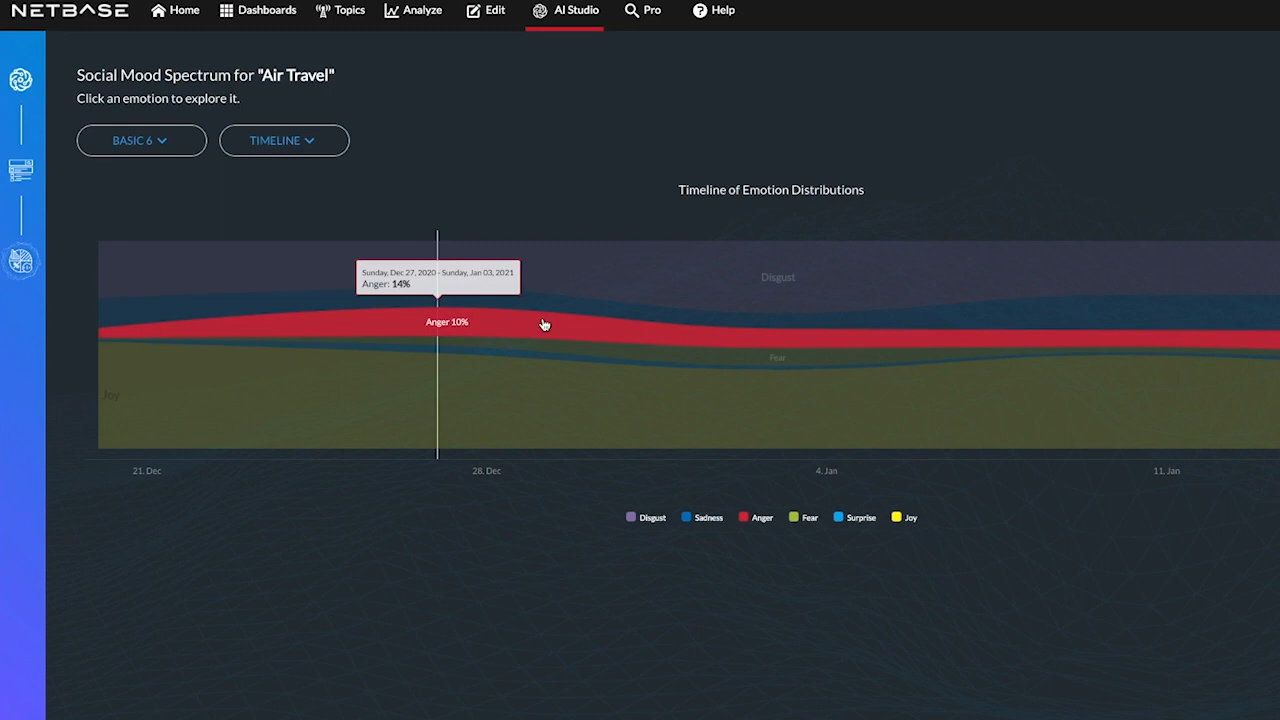 NETBASE Home Dashboards Topics Analyze Edit AI Studio Pro Help
Social Mood Spectrum for "Air Travel"
Click an emotion to explore it.
BASIC 6 TIMELINE
Timeline of Emotion Distributions
Sunday, Dec 27, 2020 - Sunday, Jan 03, 2021
Anger: 14%
Disgust
Anger 10%
Fear
Joy
21. Dec 28. Dec 4. Jan 11. Jan
Disgust Sadness Anger Fear Surprise Joy